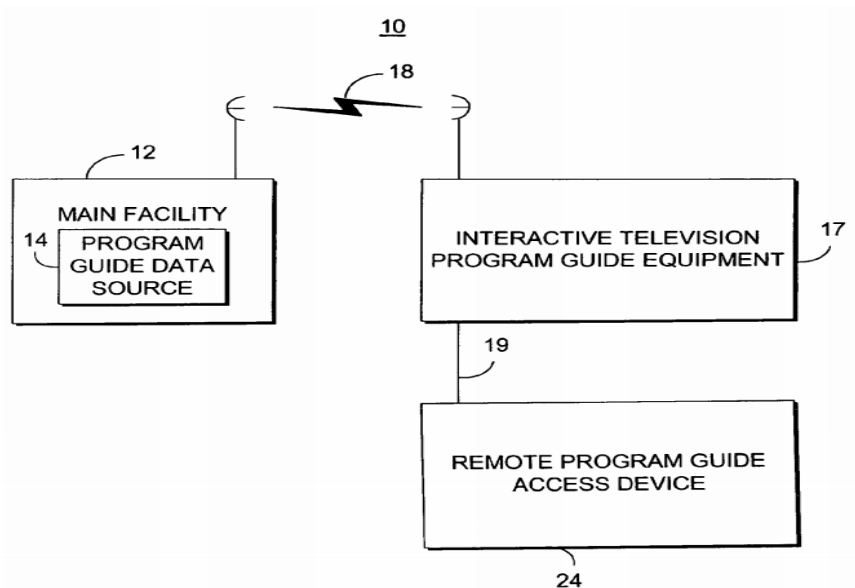 10
18
12
MAIN FACILITY
14
PROGRAM
GUIDE DATA
SOURCE
INTERACTIVE TELEVISION
PROGRAM GUIDE EQUIPMENT
17
19
REMOTE PROGRAM GUIDE
ACCESS DEVICE
24